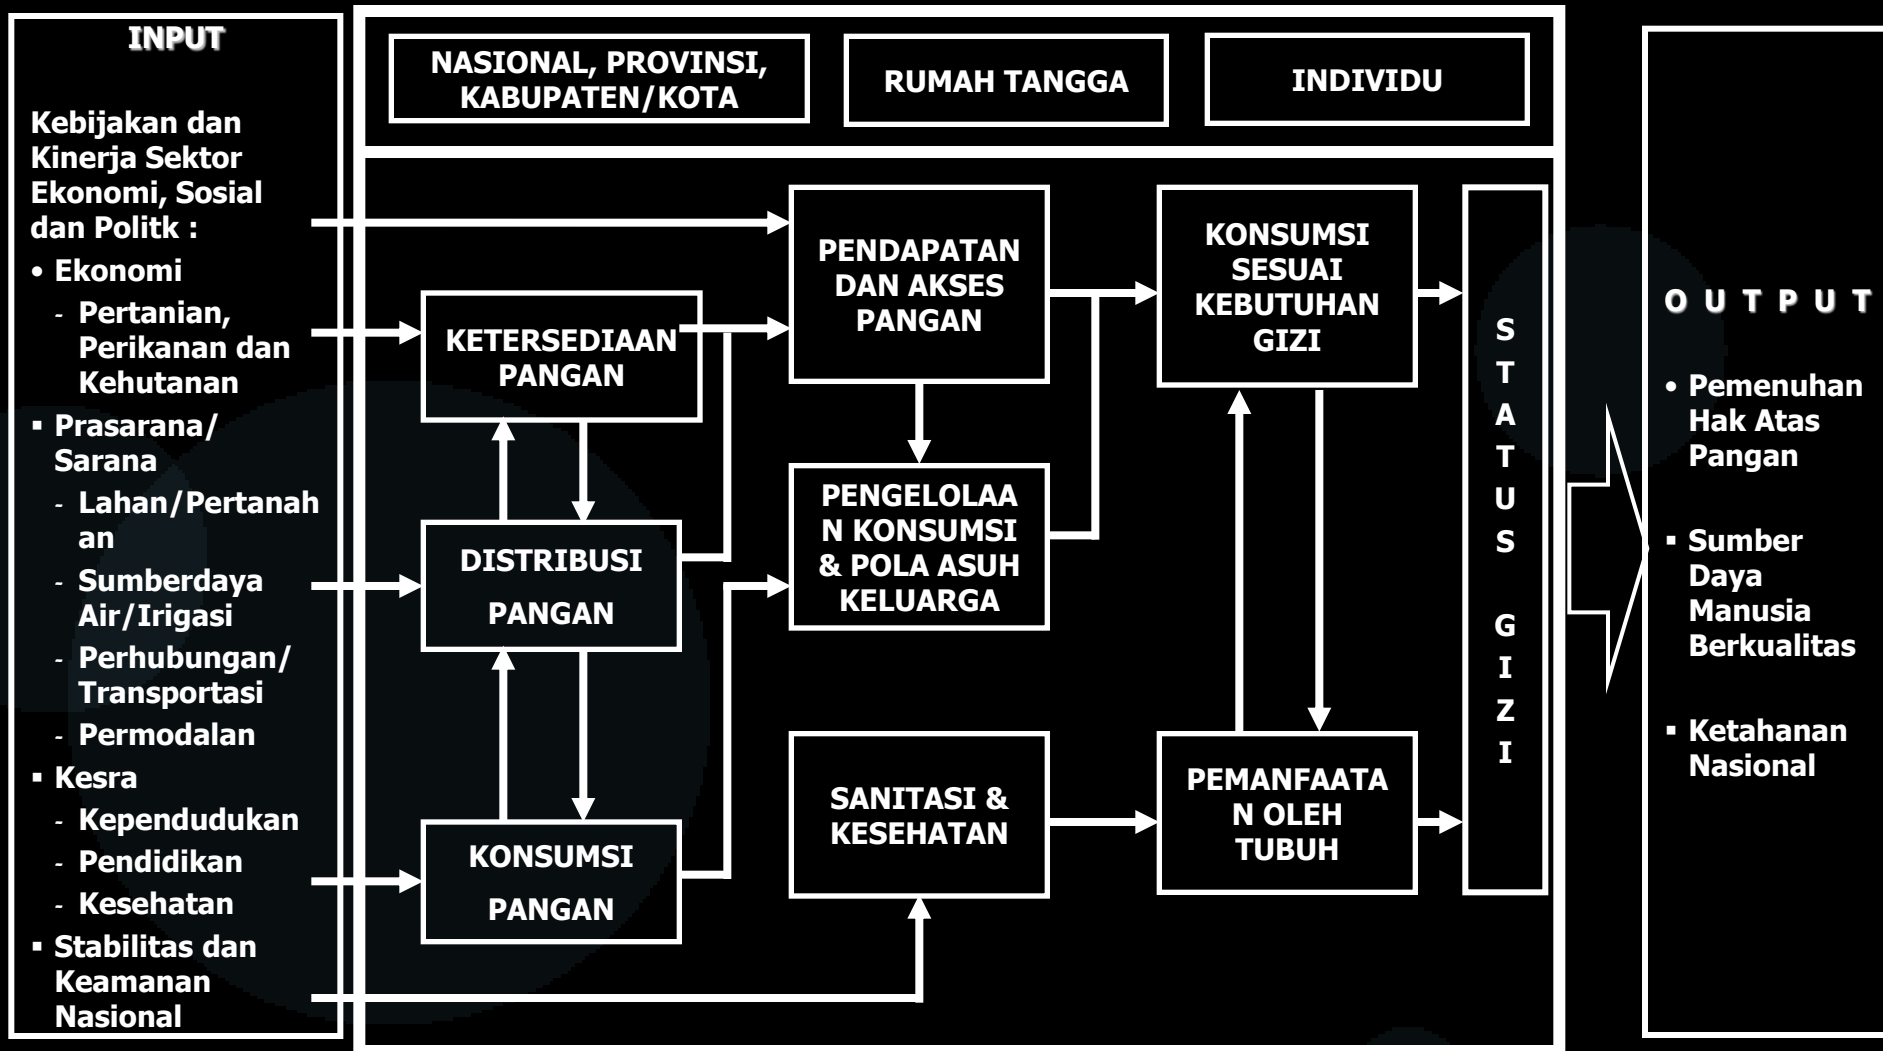 INPUT
Kebijakan dan
Kinerja Sektor
Ekonomi, Sosial
dan Politk :
• Ekonomi
- Pertanian,
Perikanan dan
Kehutanan
▪ Prasarana/
Sarana
- Lahan/Pertanah
an
- Sumberdaya
Air/Irigasi
- Perhubungan/
Transportasi
- Permodalan
▪ Kesra
- Kependudukan
- Pendidikan
- Kesehatan
▪ Stabilitas dan
Keamanan
Nasional
NASIONAL, PROVINSI,
KABUPATEN/KOTA
RUMAH TANGGA
INDIVIDU
KETERSEDIAAN
PANGAN
DISTRIBUSI
PANGAN
KONSUMSI
PANGAN
PENDAPATAN
DAN AKSES
PANGAN
PENGELOLAA
N KONSUMSI
& POLA ASUH
KELUARGA
SANITASI &
KESEHATAN
KONSUMSI
SESUAI
KEBUTUHAN
GIZI
PEMANFAATA
N OLEH
TUBUH
S
T
A
T
U
S
G
I
Z
I
O U T P U T
• Pemenuhan
Hak Atas
Pangan
▪ Sumber
Daya
Manusia
Berkualitas
▪ Ketahanan
Nasional